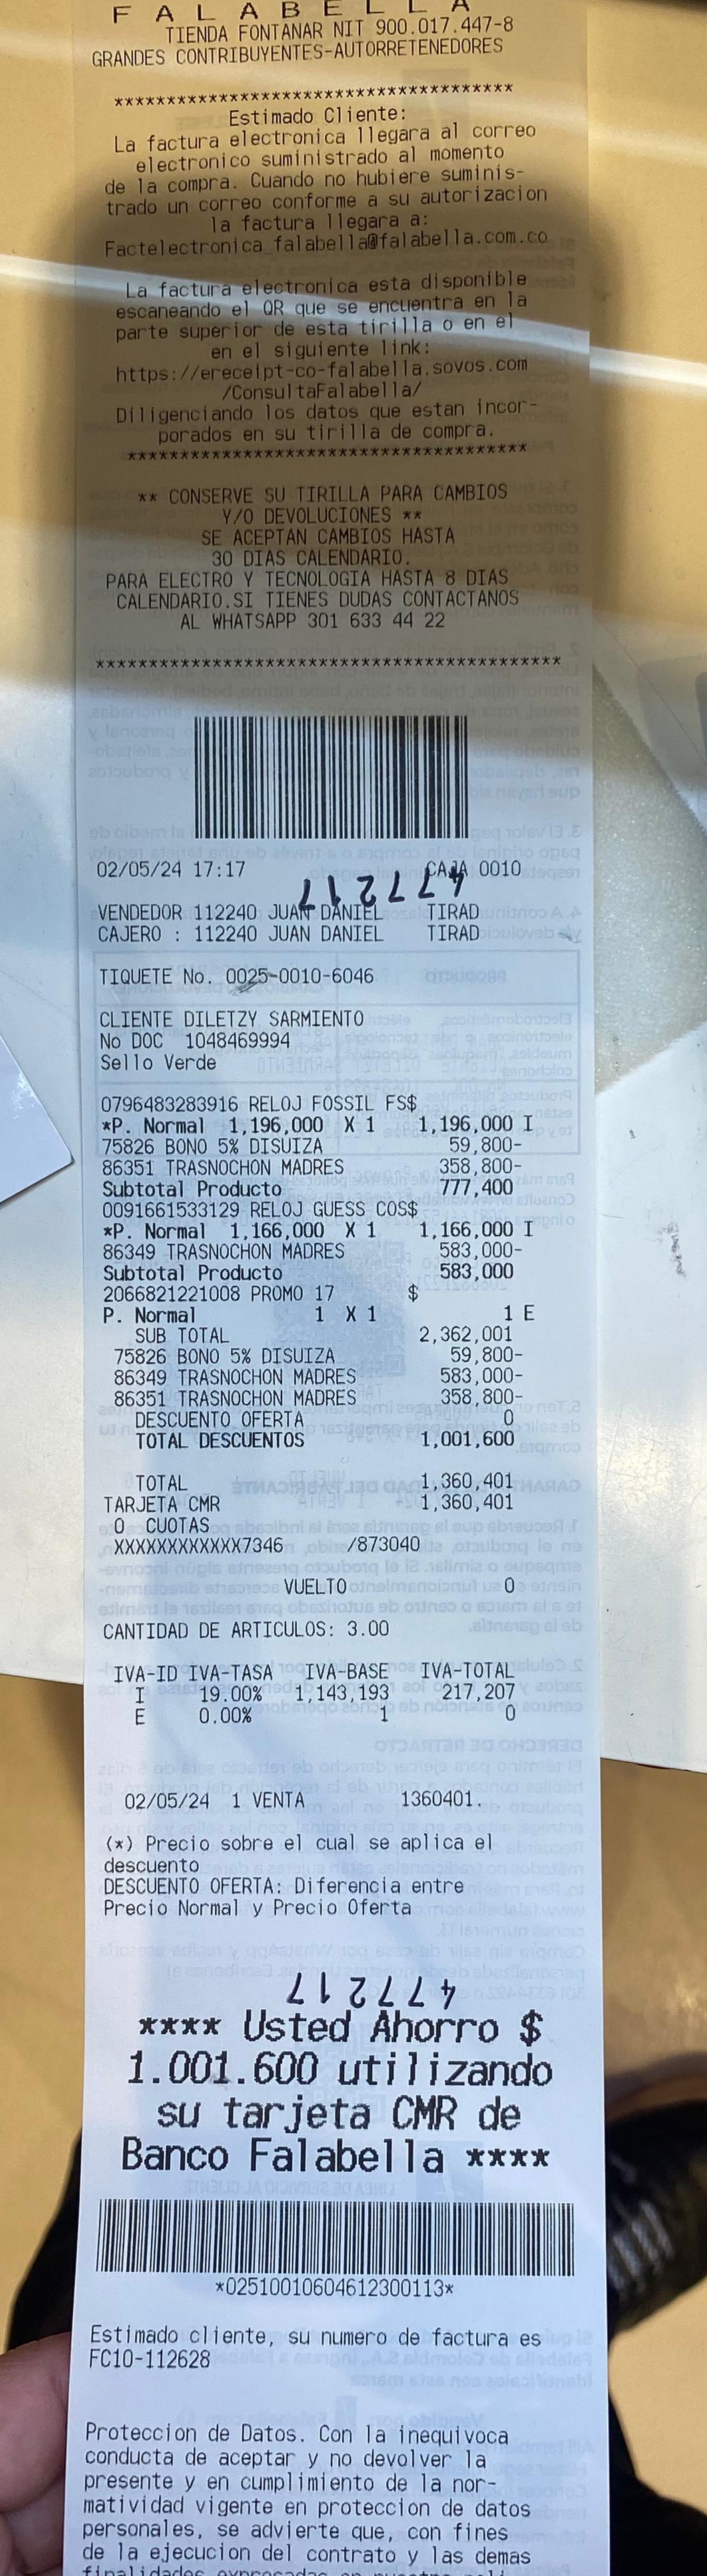 FALABELLA
TIENDA FONTANAR NIT 900.017.447-8
GRANDES CONTRIBUYENTES-AUTORRETENEDORES
*************************************
Estimado Cliente:
La factura electronica llegara al correo
electronico suministrado al momento
de la compra. Cuando no hubiere suminis-
trado un correo conforme a su autorizacion
la factura llegara a:
Factelectronica_falabella@falabella.com.co
La factura electronica esta disponible
escaneando el QR que se encuentra en la
parte superior de esta tirilla o en el
en el siguiente link:
https://ereceipt-co-falabella.sovos.com
/ConsultaFalabella/
Diligenciando los datos que estan incor-
porados en su tirilla de compra.
*************************************
** CONSERVE SU TIRILLA PARA CAMBIOS
Y/O DEVOLUCIONES **
SE ACEPTAN CAMBIOS HASTA
30 DIAS CALENDARIO.
PARA ELECTRO Y TECNOLOGIA HASTA 8 DIAS
CALENDARIO.SI TIENES DUDAS CONTACTANOS
AL WHATSAPP 301 633 44 22
*******************************************
02/05/24 17:17 CAJA 0010
477217
VENDEDOR 112240 JUAN DANIEL TIRAD
CAJERO : 112240 JUAN DANIEL TIRAD
TIQUETE No. 0025-0010-6046
CLIENTE DILETZY SARMIENTO
No DOC 1048469994
Sello Verde
0796483283916 RELOJ FOSSIL FS$
*P. Normal 1,196,000 X 1 1,196,000 I
75826 BONO 5% DISUIZA 59,800-
86351 TRASNOCHON MADRES 358,800-
Subtotal Producto 777,400
0091661533129 RELOJ GUESS COS$
*P. Normal 1,166,000 X 1 1,166,000 I
86349 TRASNOCHON MADRES 583,000-
Subtotal Producto 583,000
2066821221008 PROMO 17 $
P. Normal 1 X 1 1 E
SUB TOTAL 2,362,001
75826 BONO 5% DISUIZA 59,800-
86349 TRASNOCHON MADRES 583,000-
86351 TRASNOCHON MADRES 358,800-
DESCUENTO OFERTA 0
TOTAL DESCUENTOS 1,001,600
TOTAL 1,360,401
TARJETA CMR 1,360,401
0 CUOTAS
XXXXXXXXXXXX7346 /873040
VUELTO 0
CANTIDAD DE ARTICULOS: 3.00
IVA-ID IVA-TASA IVA-BASE IVA-TOTAL
I 19.00% 1,143,193 217,207
E 0.00% 1 0
02/05/24 1 VENTA 1360401.
(*) Precio sobre el cual se aplica el
descuento
DESCUENTO OFERTA: Diferencia entre
Precio Normal y Precio Oferta
477217
**** Usted Ahorro $
1.001.600 utilizando
su tarjeta CMR de
Banco Falabella ****
*02510010604612300113*
Estimado cliente, su numero de factura es
FC10-112628
Proteccion de Datos. Con la inequivoca
conducta de aceptar y no devolver la
presente y en cumplimiento de la nor-
matividad vigente en proteccion de datos
personales, se advierte que, con fines
de la ejecucion del contrato y las demas